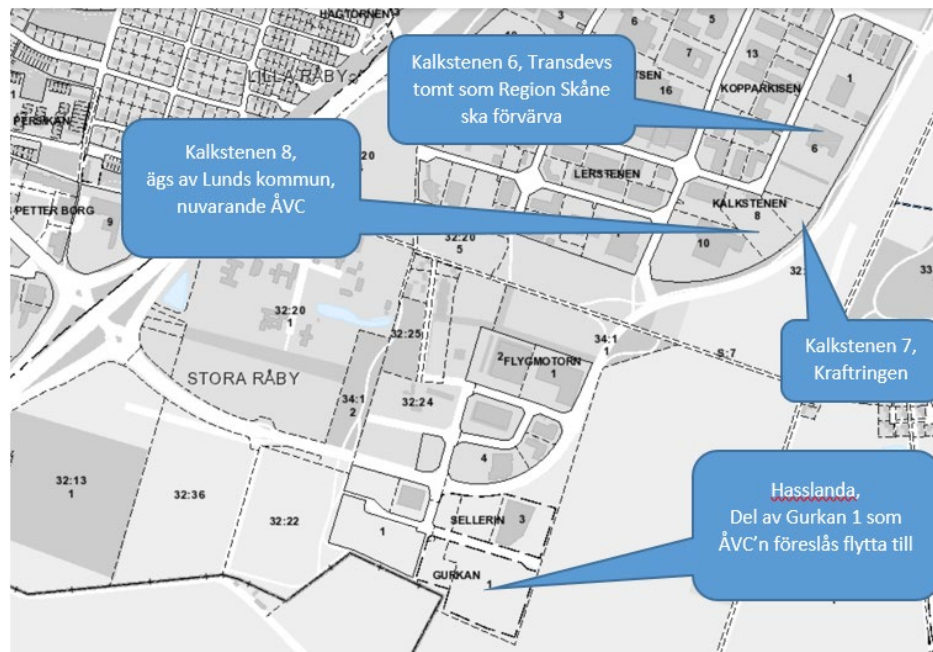 HAGTORNEN
3
6
5
LILLA RÅBY
7
13
1
Kalkstenen 6, Transdevs
tomt som Region Skåne
ska förvärva
16
KOPPARKISEN
6
PERSIKAN
Kalkstenen 8,
ägs av Lunds kommun,
nuvarande ÅVC
20
LERSTENEN
PETTER BORG
9
KALKSTENEN
8
10
32:20
5
32:20
1
32:25
34:1
1
S:7
33
2
FLYGMOTORN
1
Kalkstenen 7,
Kraftringen
STORA RÅBY
34:1
2
32:24
4
32:13
1
32:36
32:22
Hasslanda,
Del av Gurkan 1 som
ÅVC'n föreslås flytta till
SELLERIN
3
1
GURKAN
1